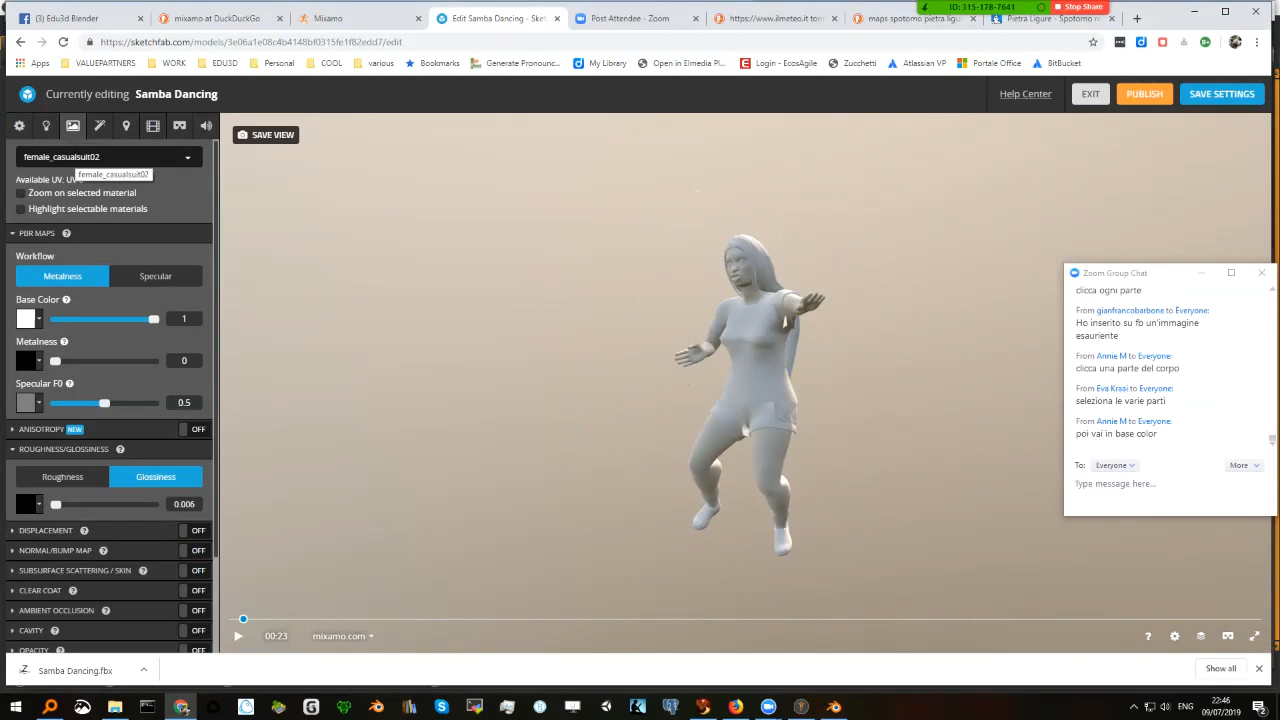 ID: 315-178-7641
Stop Share
Edu3d Blender
mixamo at DuckDuckGo
Mixamo
Edit Samba Dancing - Sket
Post Attendee - Zoom
https://www.ilmeteo.it tom
maps spotorno pietra ligu
Pietra Ligure - Spotorno ro
https://sketchfab.com/models/3e06a1e08c4b4148bf0315fe1f82edd7/edit
Apps
VALUEPARTNERS
WORK
EDU3D
Personal
COOL
various
Bookmarks
Generate Pronounc...
My Library
Open in Elmedia Pl...
Login - EcosAgile
Zucchetti
Atlassian VP
Portale Office
BitBucket
Currently editing Samba Dancing
Help Center
EXIT
PUBLISH
SAVE SETTINGS
SAVE VIEW
female_casualsuit02
female_casualsuit02
Available UV: UV
Zoom on selected material
Highlight selectable materials
PBR MAPS ?
Workflow
Metalness
Specular
Base Color ?
1
Metalness ?
0
Specular F0 ?
0.5
ANISOTROPY NEW
OFF
ROUGHNESS/GLOSSINESS ?
Roughness
Glossiness
0.006
DISPLACEMENT ? OFF
NORMAL/BUMP MAP ? OFF
SUBSURFACE SCATTERING / SKIN ? OFF
CLEAR COAT ? OFF
AMBIENT OCCLUSION ? OFF
CAVITY ? OFF
OPACITY OFF
00:23
mixamo.com
Zoom Group Chat
clicca ogni parte
From gianfrancobarbone to Everyone:
Ho inserito su fb un'immagine
esauriente
From Annie M to Everyone:
clicca una parte del corpo
From Eva Kraai to Everyone:
seleziona le varie parti
From Annie M to Everyone:
poi vai in base color
To: Everyone
More
Type message here...
Samba Dancing.fbx
Show all
22:46
09/07/2019